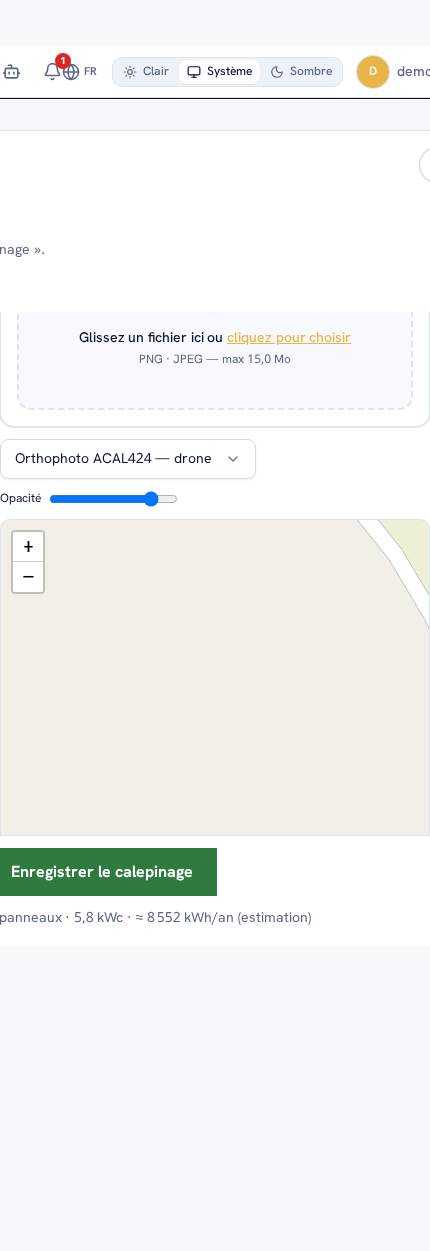 1
FR
Clair
Système
Sombre
D
demo
nage ».
Glissez un fichier ici ou cliquez pour choisir
PNG · JPEG — max 15,0 Mo
Orthophoto ACAL424 — drone
Opacité
+
−
Enregistrer le calepinage
panneaux · 5,8 kWc · ≈ 8 552 kWh/an (estimation)